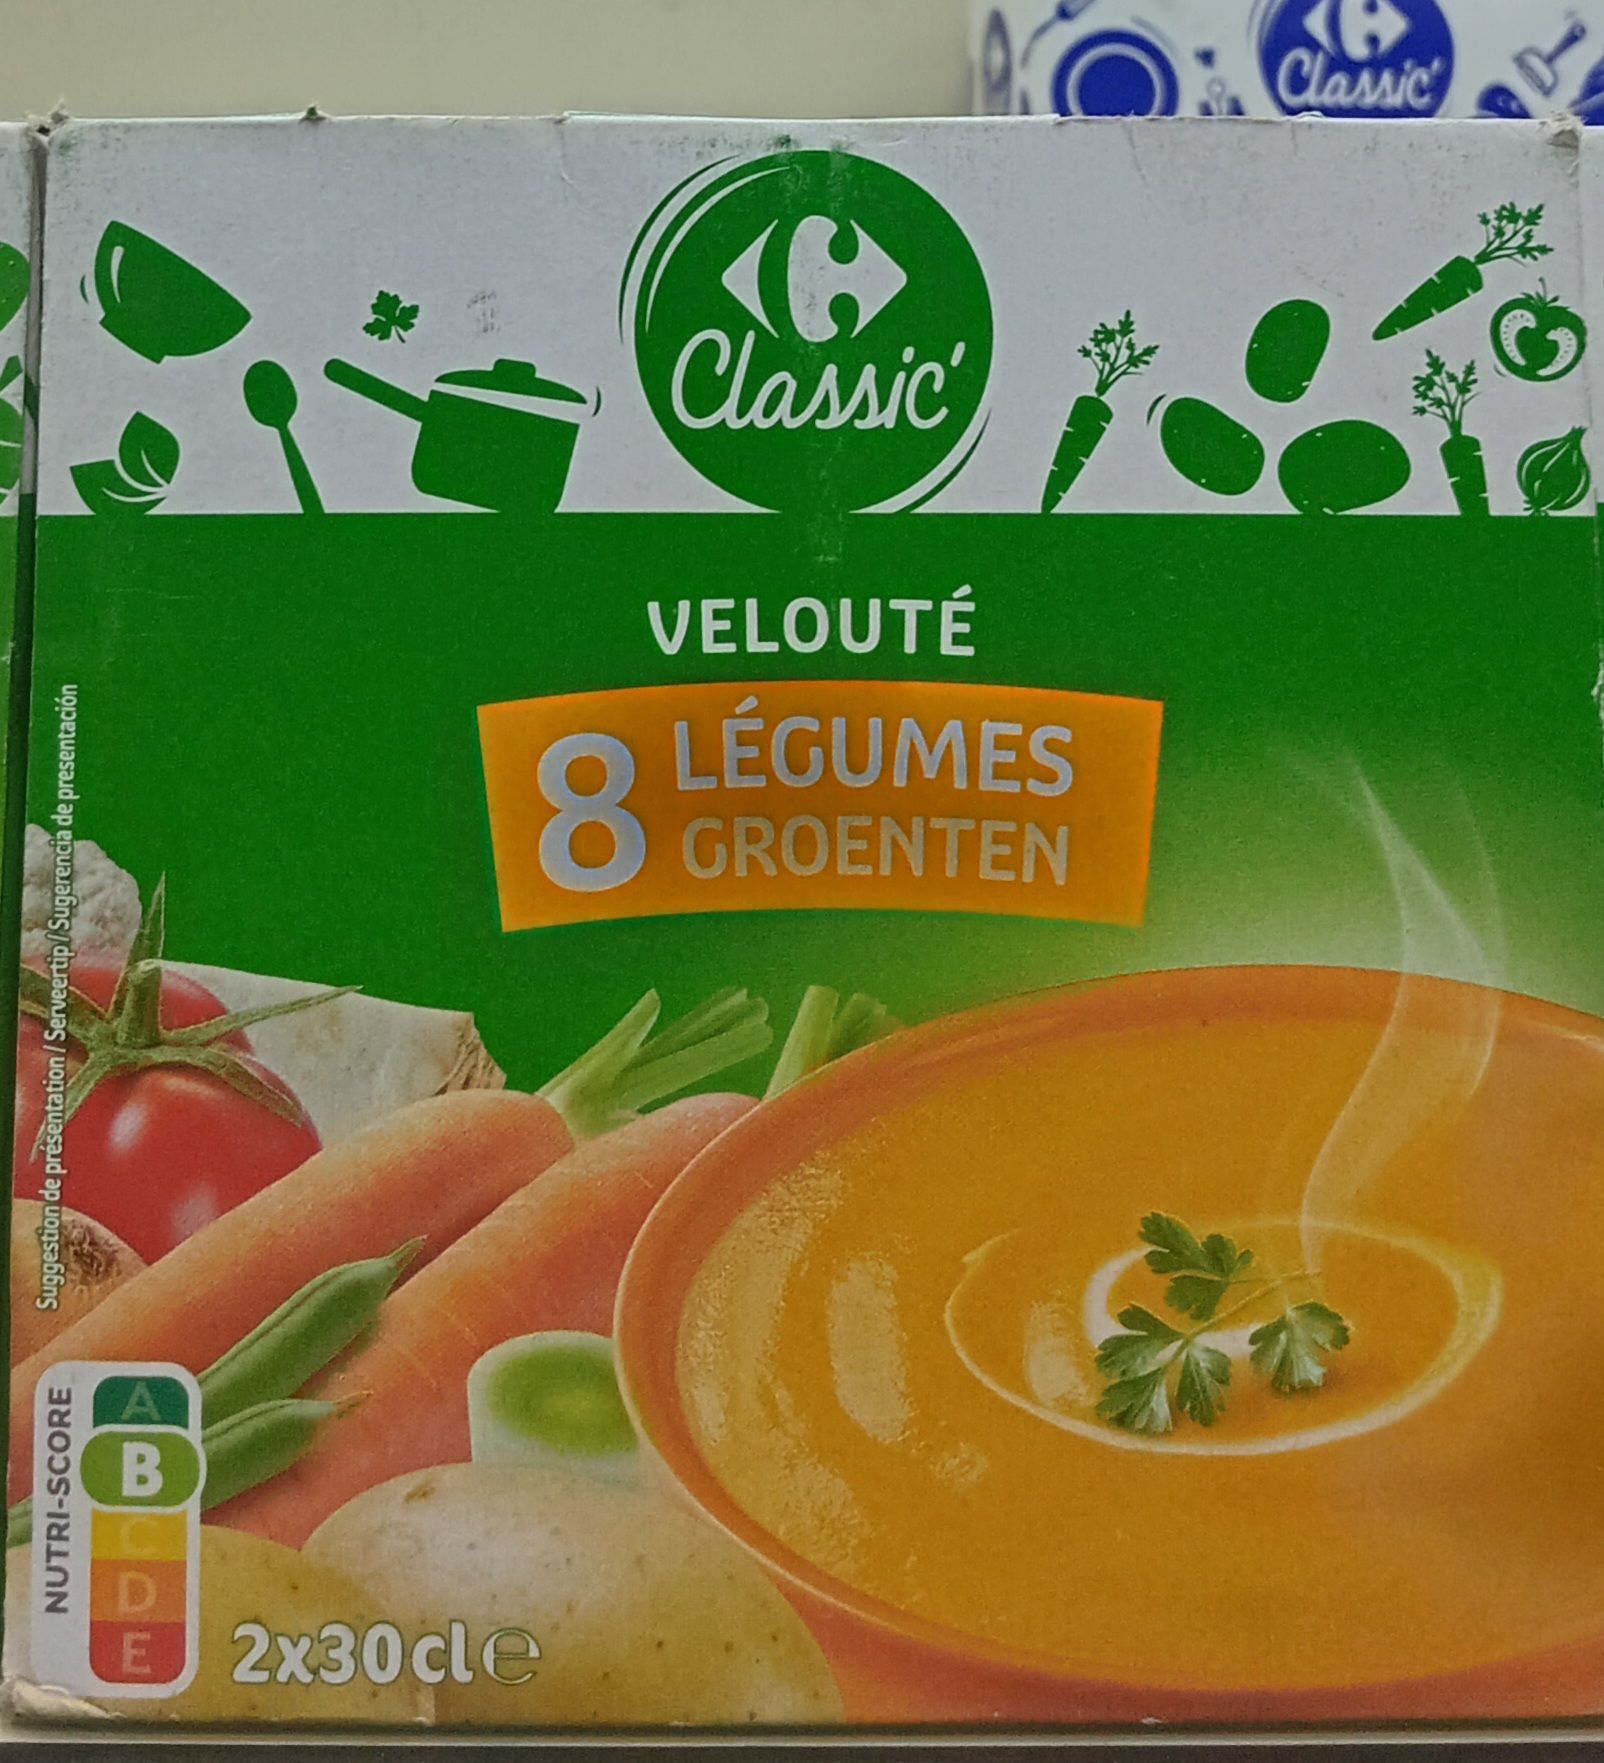 Classic'
Classic'
VELOUTÉ
8 LÉGUMES
GROENTEN
Suggestion de présentation / Serveertip / Sugerencia de presentación
NUTRI-SCORE
A
B
C
D
E
2x30cl e